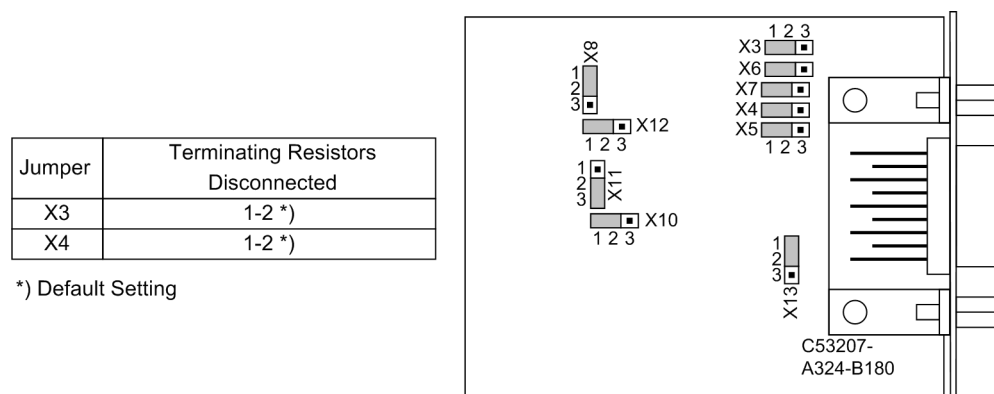 Jumper
Terminating Resistors
Disconnected
X3
1-2 *)
X4
1-2 *)
*) Default Setting
1 2 3
X3
X6
X7
X4
X5
1 2 3
X8
1
2
3
X12
1 2 3
1
2
3
X11
X10
1 2 3
1
2
3
X13
C53207-
A324-B180